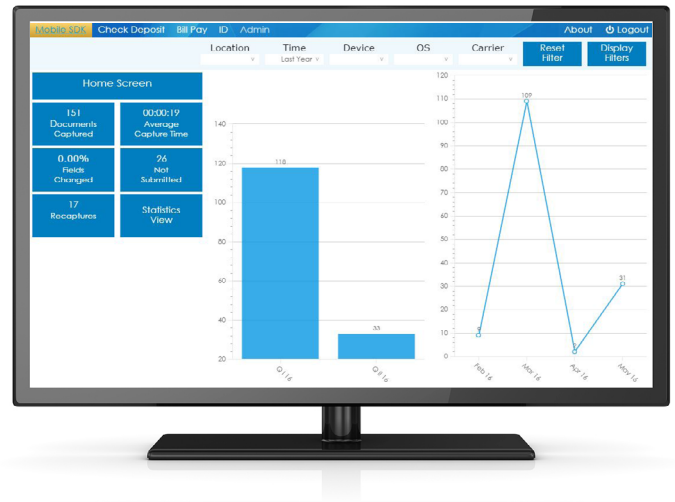 Mobile SDK Check Deposit Bill Pay ID Admin About Logout
Location Time Device OS Carrier Reset Filter Display Filters
Last Year
Home Screen
151 Documents Captured
00:00:19 Average Capture Time
0.00% Fields Changed
26 Not Submitted
17 Recaptures
Statistics View
140
120
100
80
60
40
20
118
33
Q I 16
Q II 16
120
110
100
90
80
70
60
50
40
30
20
10
0
9
109
31
Feb 16
Mar 16
Apr 16
May 16